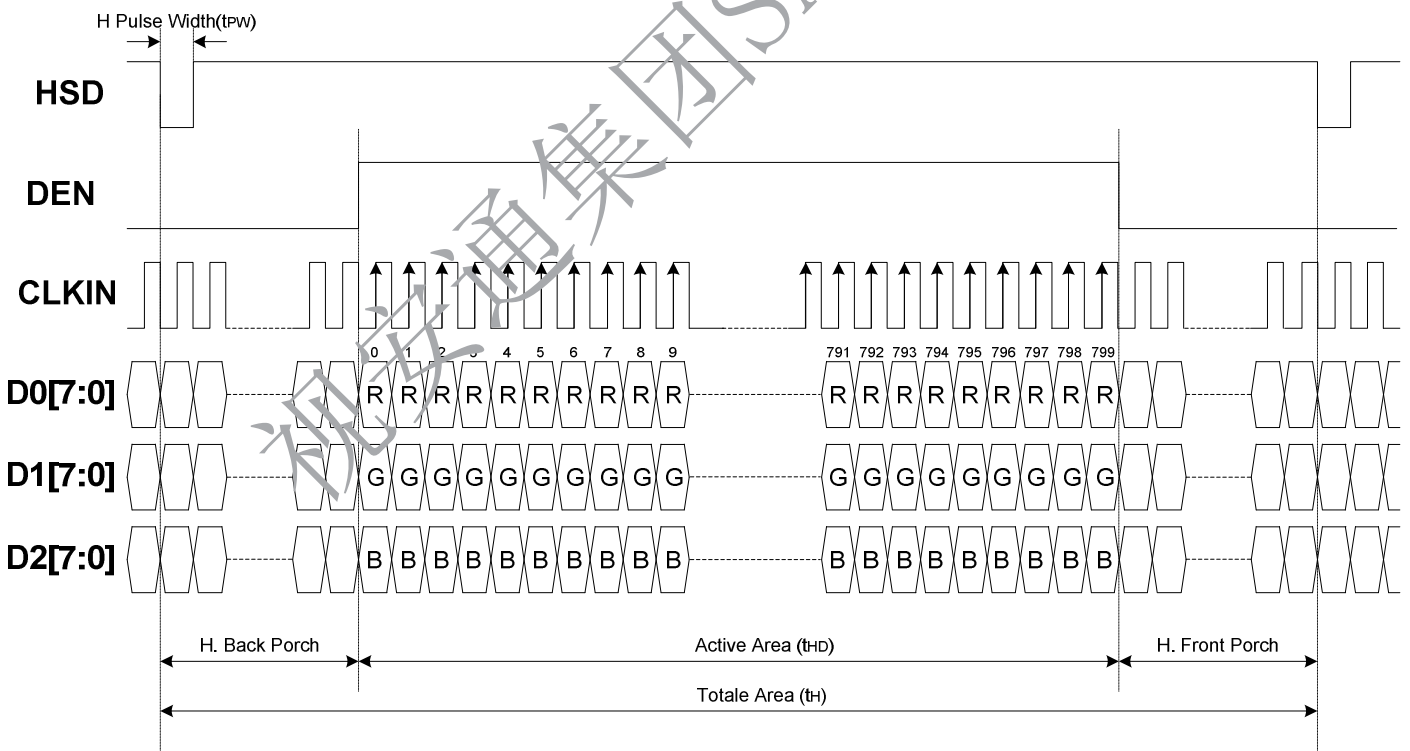 H Pulse Width(tPW)
HSD
DEN
CLKIN
0 1 2 3 4 5 6 7 8 9 791 792 793 794 795 796 797 798 799
D0[7:0] R R R R R R R R R R R R R R R R R R R
D1[7:0] G G G G G G G G G G G G G G G G G G G
D2[7:0] B B B B B B B B B B B B B B B B B B B
H. Back Porch Active Area (tHD) H. Front Porch
Totale Area (tH)
视安通集团